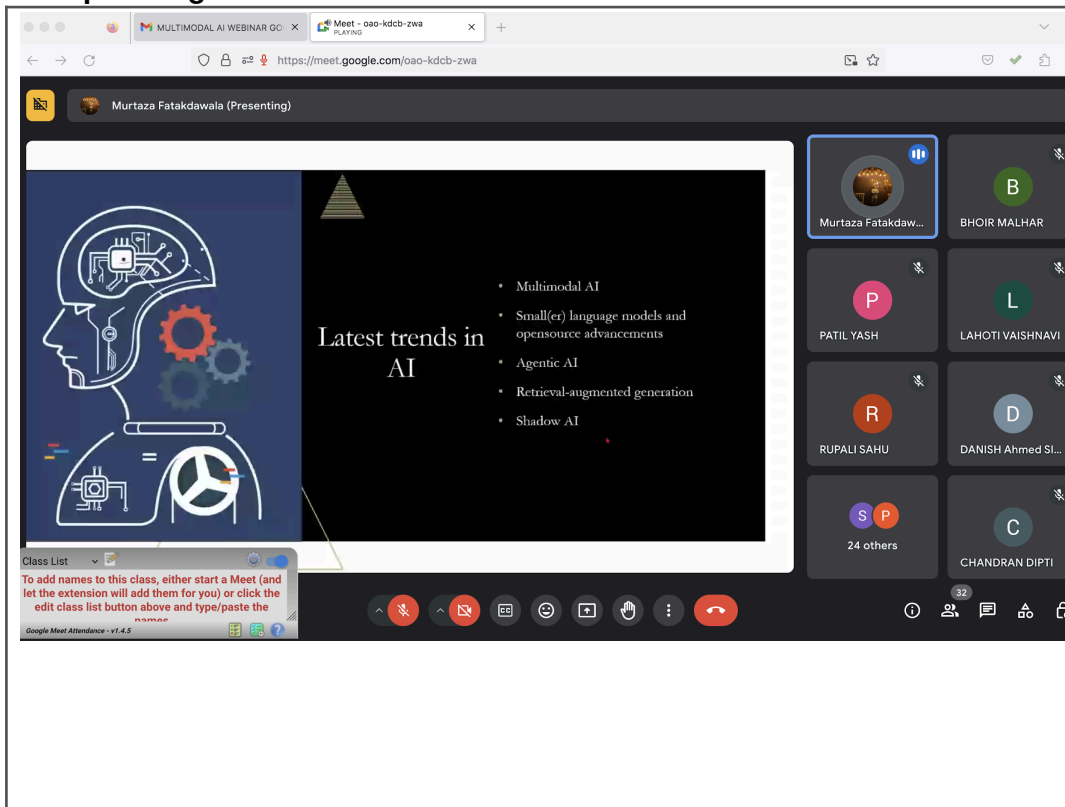 MULTIMODAL AI WEBINAR GO
Meet - oao-kdcb-zwa
PLAYING
https://meet.google.com/oao-kdcb-zwa
Murtaza Fatakdawala (Presenting)
Latest trends in
AI
• Multimodal AI
• Small(er) language models and
opensource advancements
• Agentic AI
• Retrieval-augmented generation
• Shadow AI
Murtaza Fatakdaw...
B
BHOIR MALHAR
P
PATIL YASH
L
LAHOTI VAISHNAVI
R
RUPALI SAHU
D
DANISH Ahmed SI...
S P
24 others
C
CHANDRAN DIPTI
Class List
To add names to this class, either start a Meet (and
let the extension will add them for you) or click the
edit class list button above and type/paste the
names
Google Meet Attendance - v1.4.5
CC
32